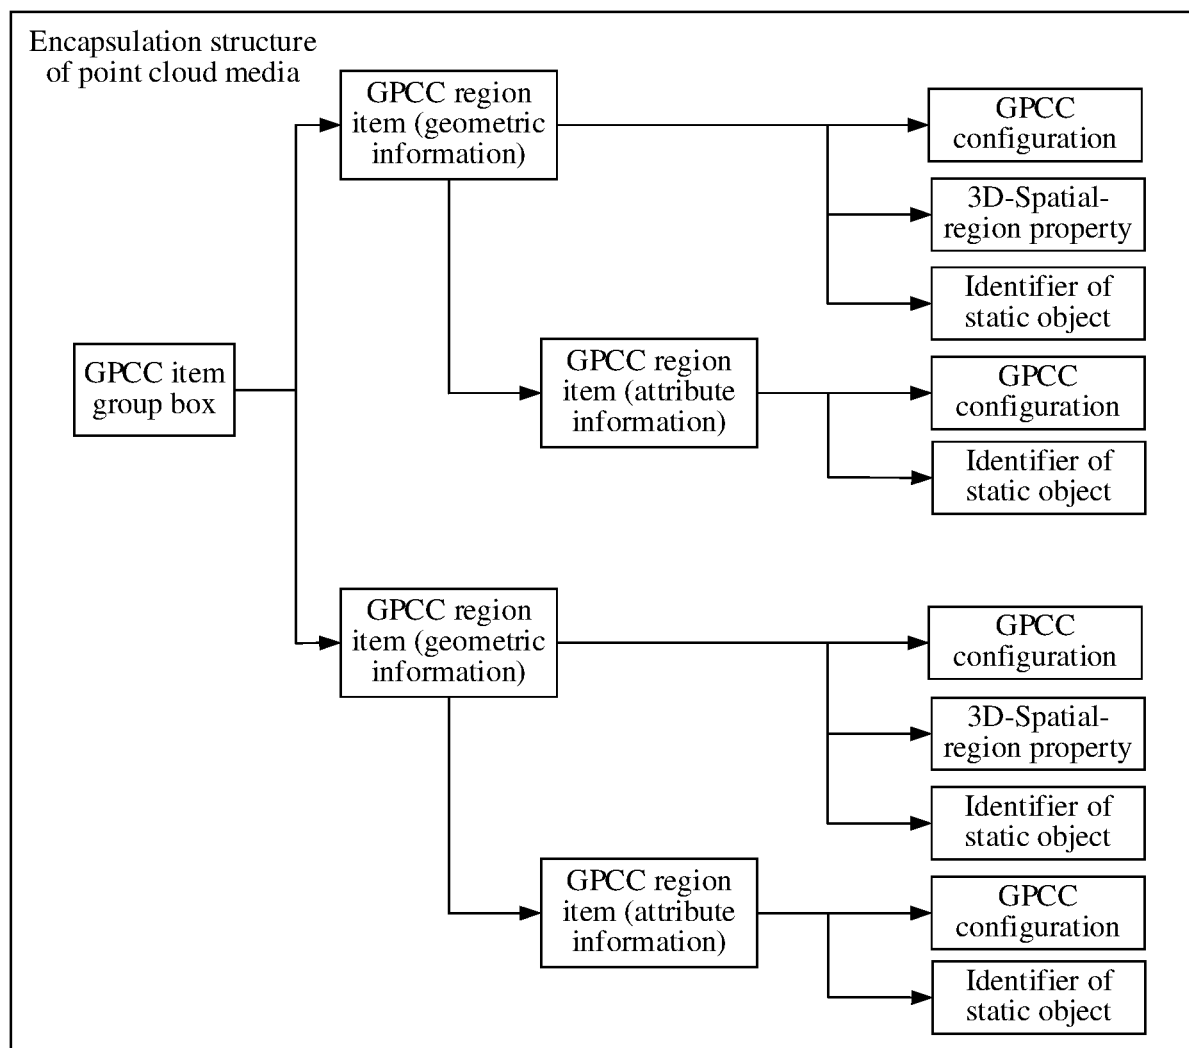 Encapsulation structure
of point cloud media
GPCC region
item (geometric
information)
GPCC
configuration
3D-Spatial-
region property
Identifier of
static object
GPCC item
group box
GPCC region
item (attribute
information)
GPCC
configuration
Identifier of
static object
GPCC region
item (geometric
information)
GPCC
configuration
3D-Spatial-
region property
Identifier of
static object
GPCC region
item (attribute
information)
GPCC
configuration
Identifier of
static object